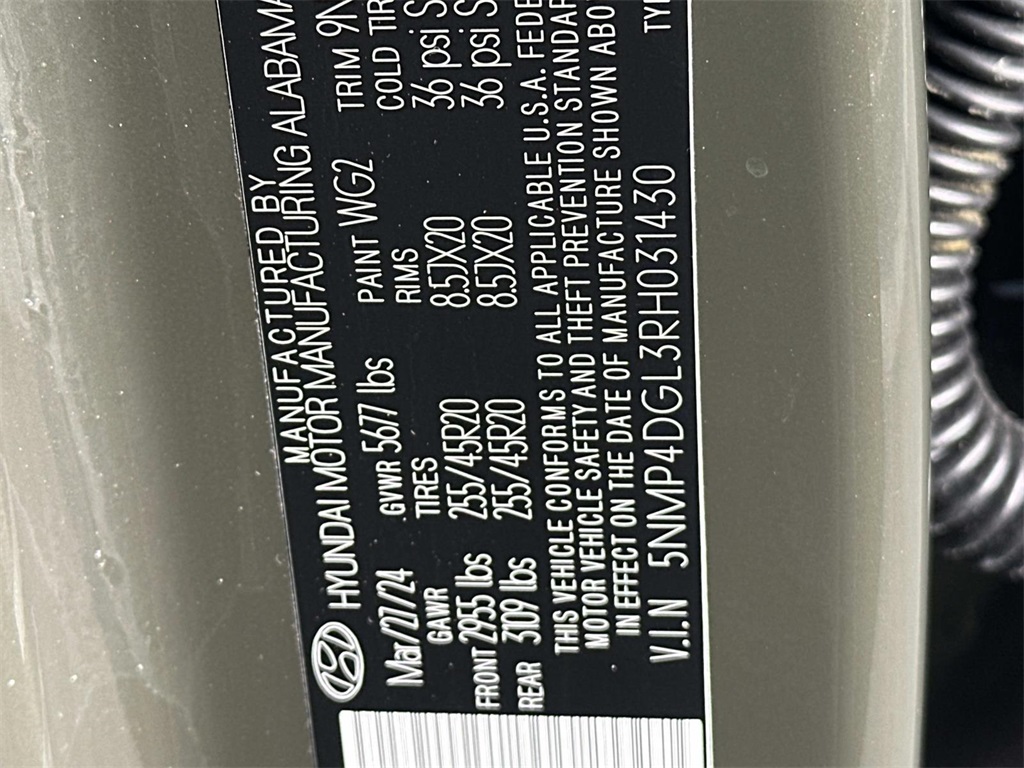 MANUFACTURED BY
HYUNDAI MOTOR MANUFACTURING ALABAMA
Mar/27/24 GVWR 5677 lbs PAINT WG2 TRIM 9N
GAWR TIRES RIMS COLD TIR
FRONT 2955 lbs 255/45R20 8.5JX20 36 psi S
REAR 3109 lbs 255/45R20 8.5JX20 36 psi S
THIS VEHICLE CONFORMS TO ALL APPLICABLE U.S.A. FEDE
MOTOR VEHICLE SAFETY AND THEFT PREVENTION STANDAR
IN EFFECT ON THE DATE OF MANUFACTURE SHOWN ABO
V.I.N 5NMP4DGL3RH031430 TYP